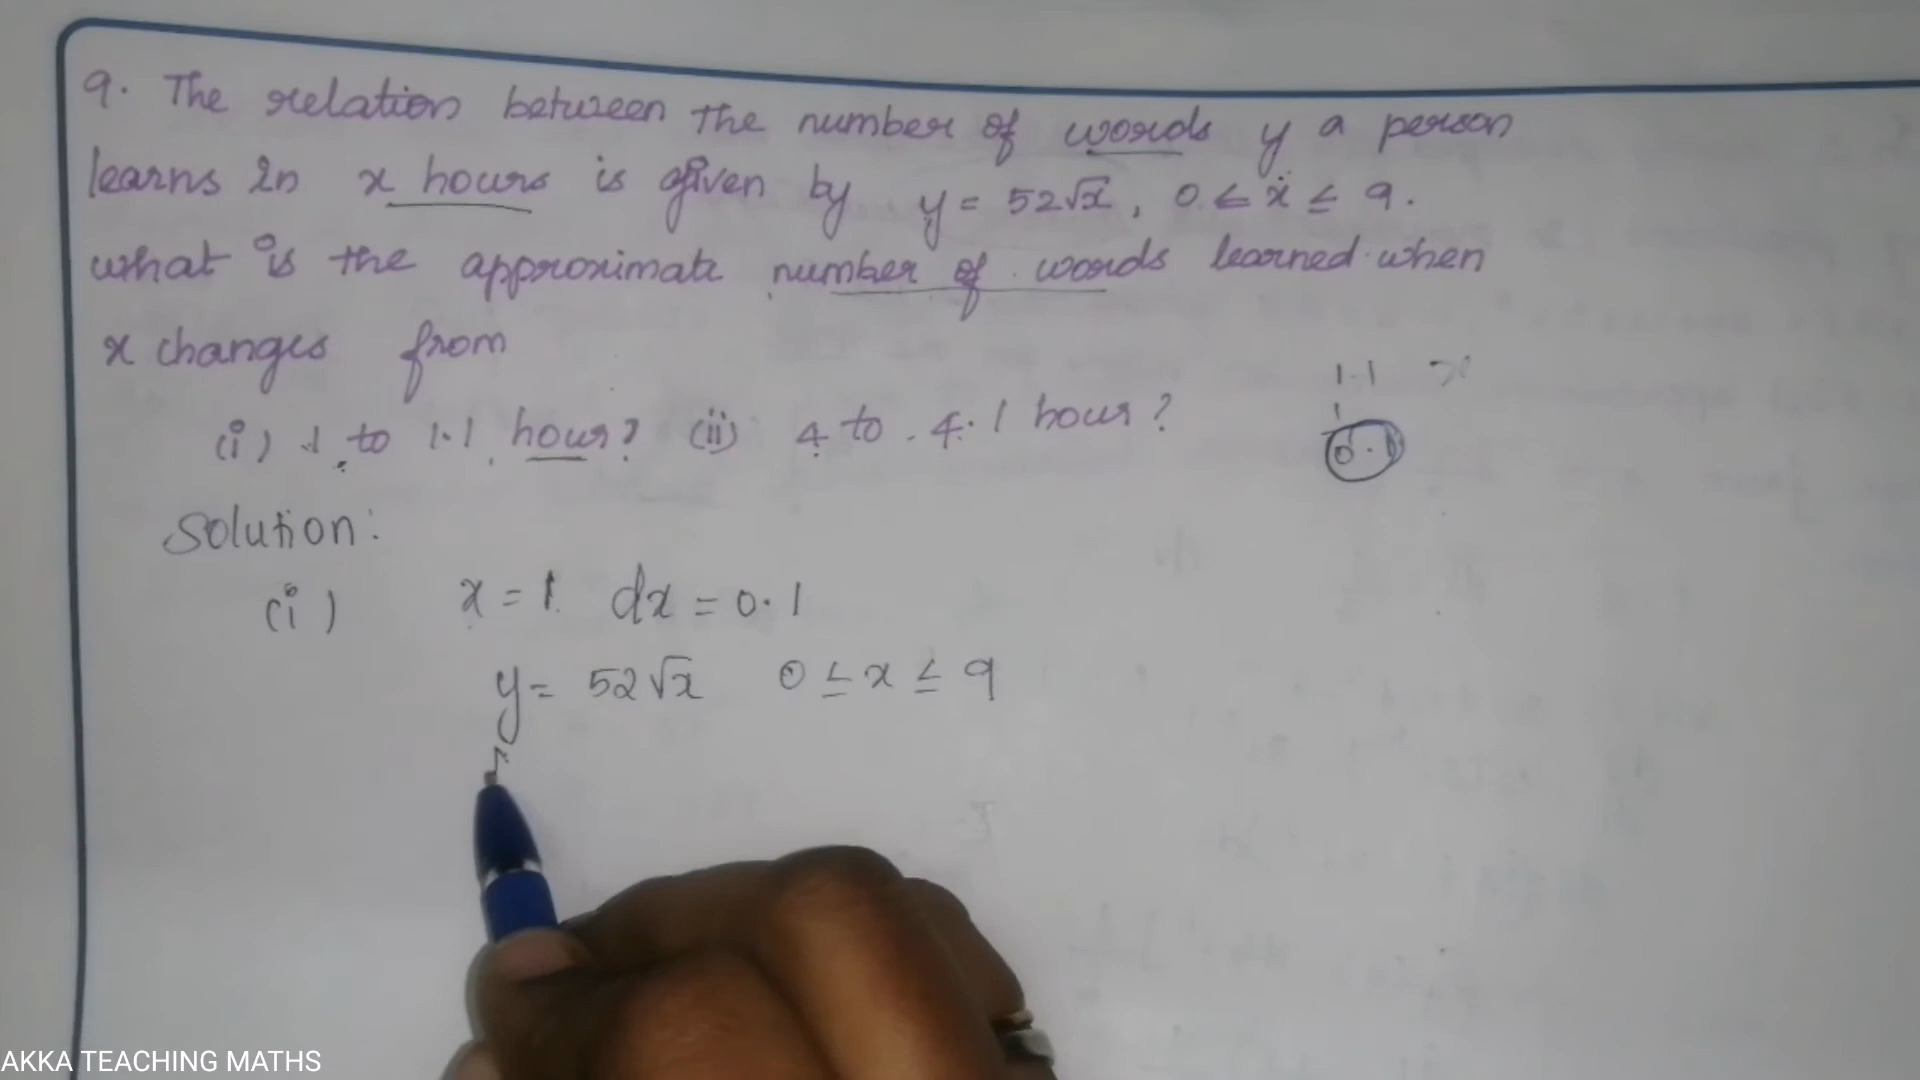 9. The relation between the number of words y a person
learns in x hours is given by y = 52√x, 0 ≤ x ≤ 9.
what is the approximate number of words learned when
x changes from
(i) 1 to 1.1 hour? (ii) 4 to 4.1 hour?
1.1
1
0.1
Solution:
(i) x = 1 dx = 0.1
y = 52√x 0 ≤ x ≤ 9
AKKA TEACHING MATHS